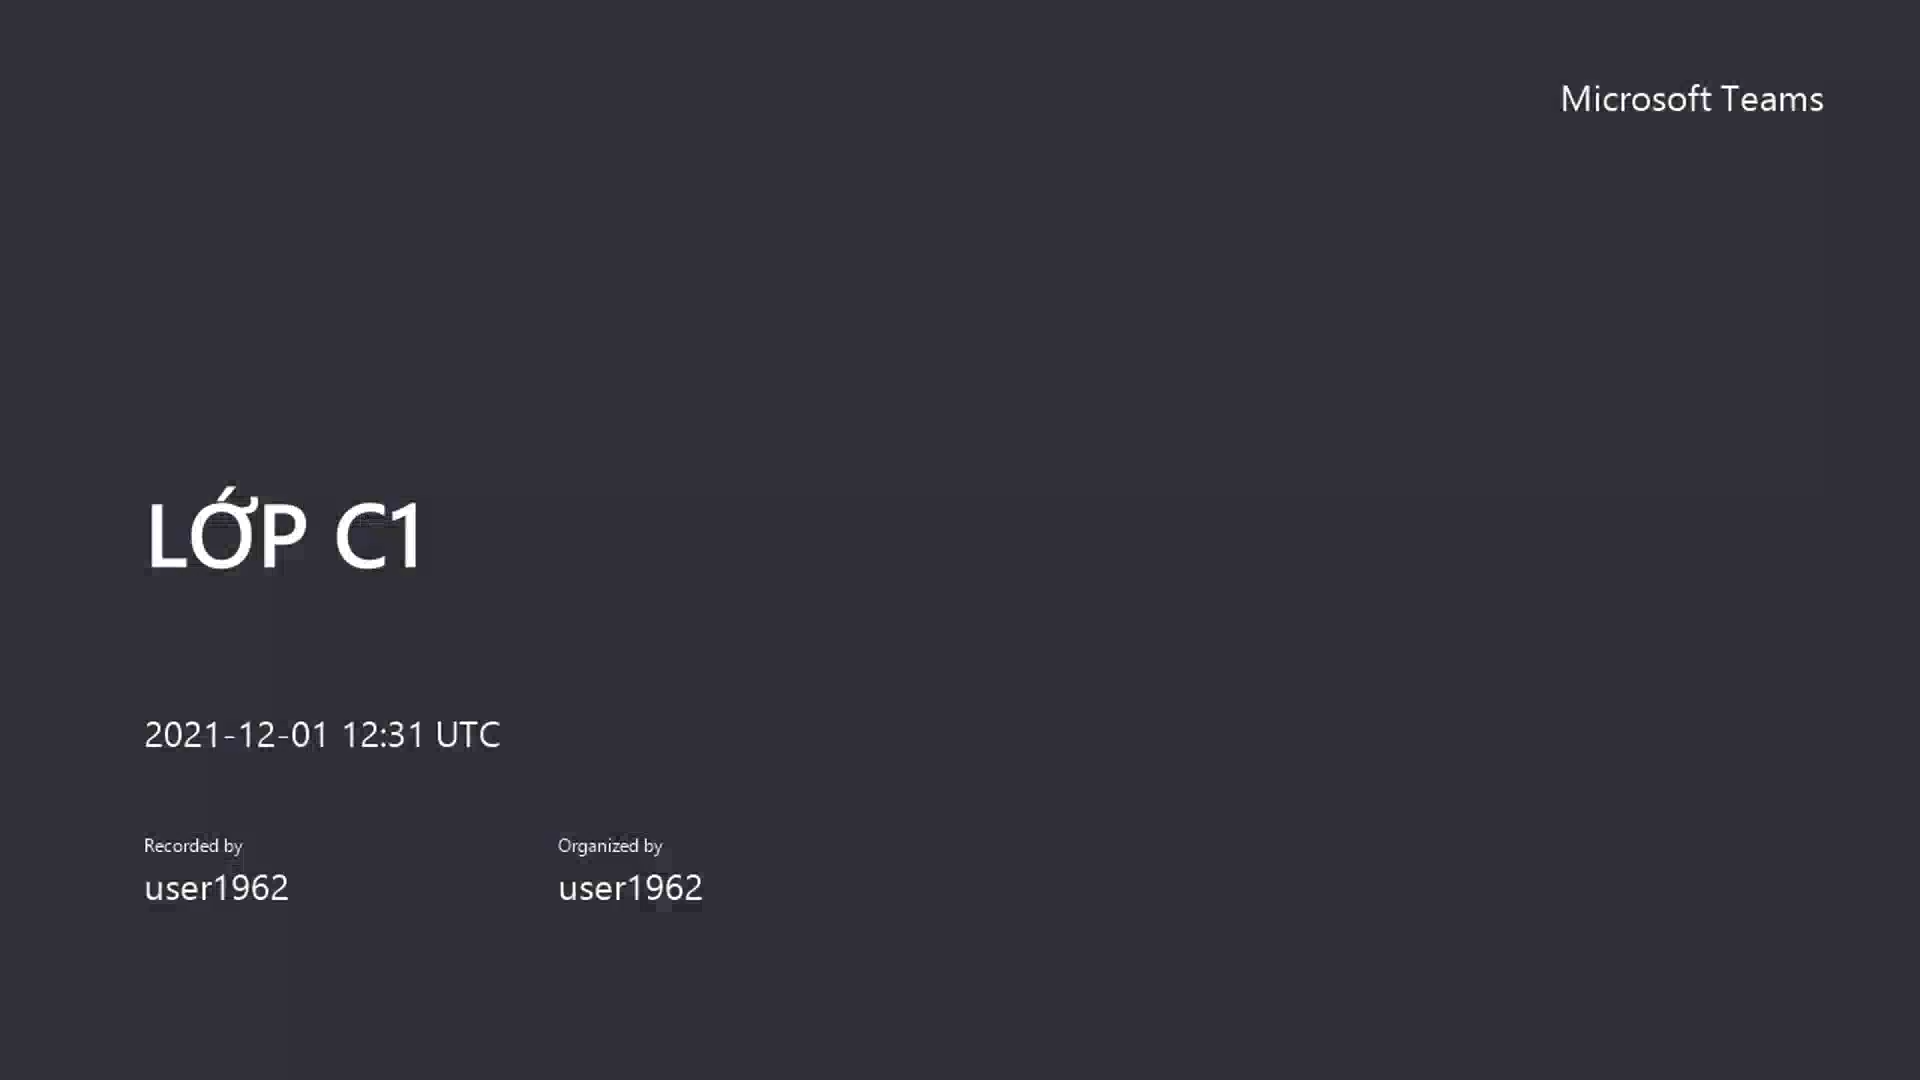 Microsoft Teams
LỚP C1
2021-12-01 12:31 UTC
Recorded by
user1962
Organized by
user1962